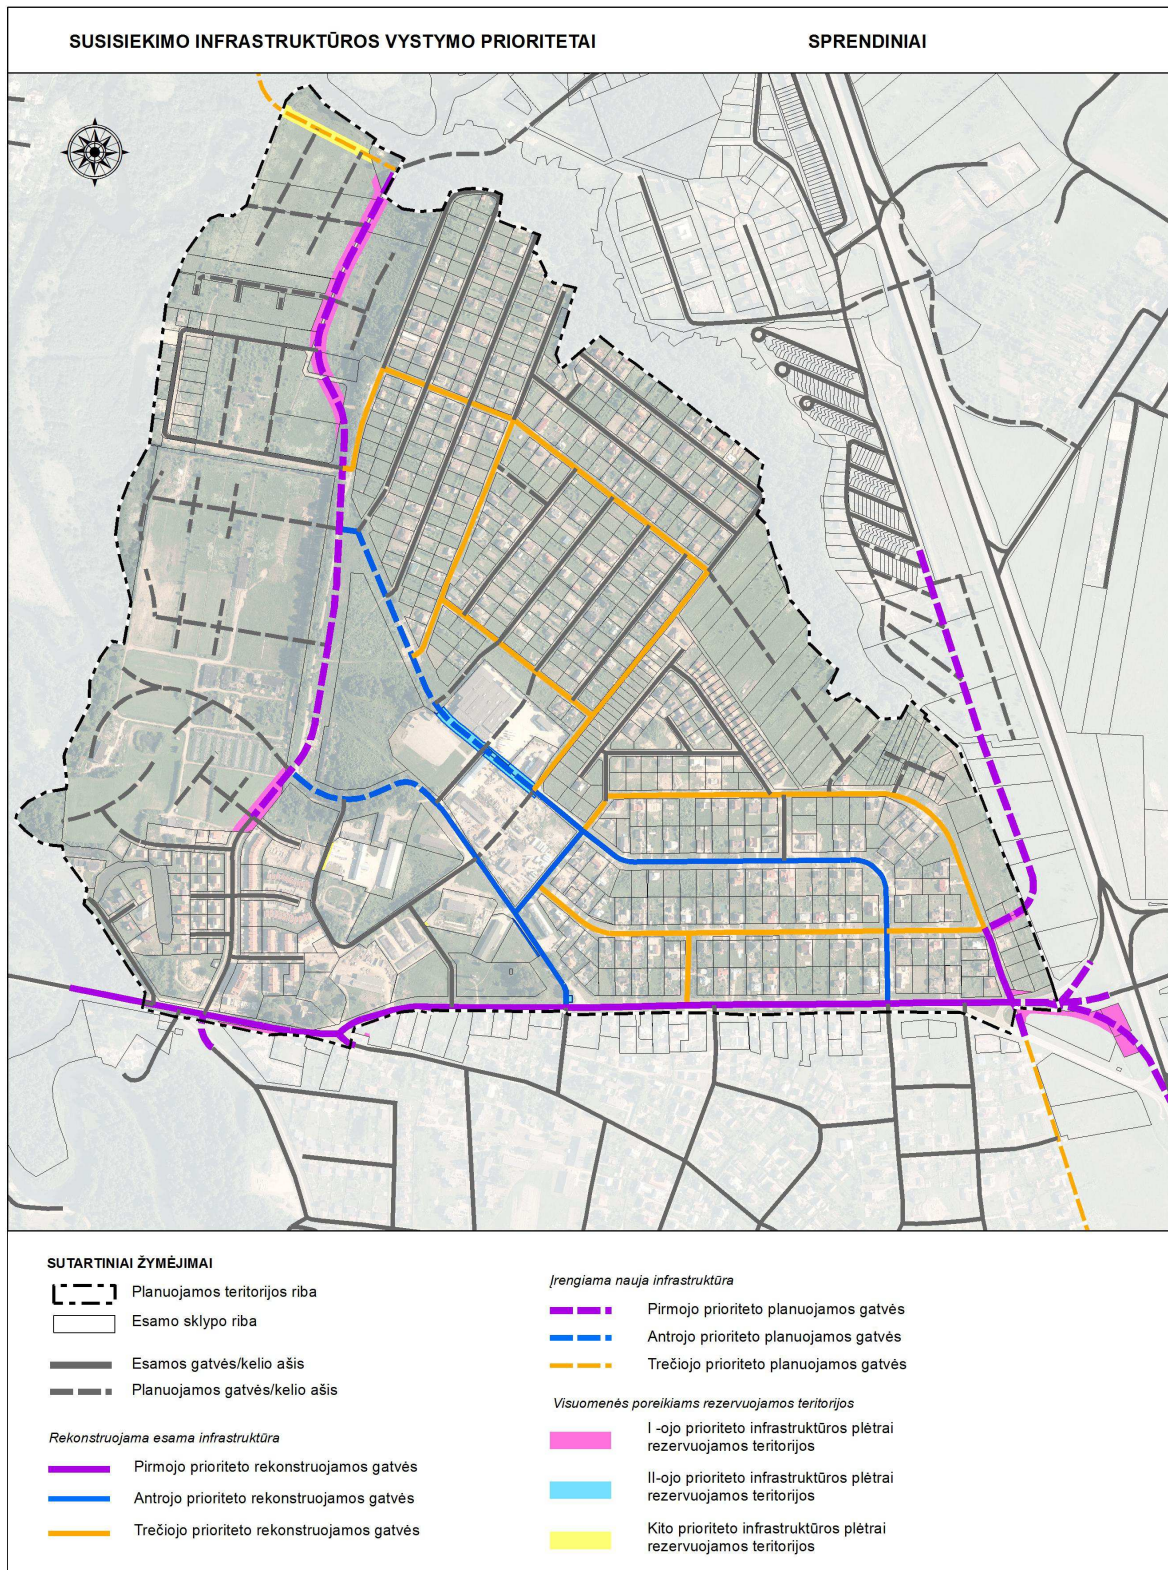 SUSISIEKIMO INFRASTRUKTŪROS VYSTYMO PRIORITETAI
SPRENDINIAI
SUTARTINIAI ŽYMĖJIMAI
Planuojamos teritorijos riba
Esamo sklypo riba
Esamos gatvės/kelio ašis
Planuojamos gatvės/kelio ašis
Rekonstruojama esama infrastruktūra
Pirmojo prioriteto rekonstruojamos gatvės
Antrojo prioriteto rekonstruojamos gatvės
Trečiojo prioriteto rekonstruojamos gatvės
Įrengiama nauja infrastruktūra
Pirmojo prioriteto planuojamos gatvės
Antrojo prioriteto planuojamos gatvės
Trečiojo prioriteto planuojamos gatvės
Visuomenės poreikiams rezervuojamos teritorijos
I -ojo prioriteto infrastruktūros plėtrai
rezervuojamos teritorijos
II-ojo prioriteto infrastruktūros plėtrai
rezervuojamos teritorijos
Kito prioriteto infrastruktūros plėtrai
rezervuojamos teritorijos